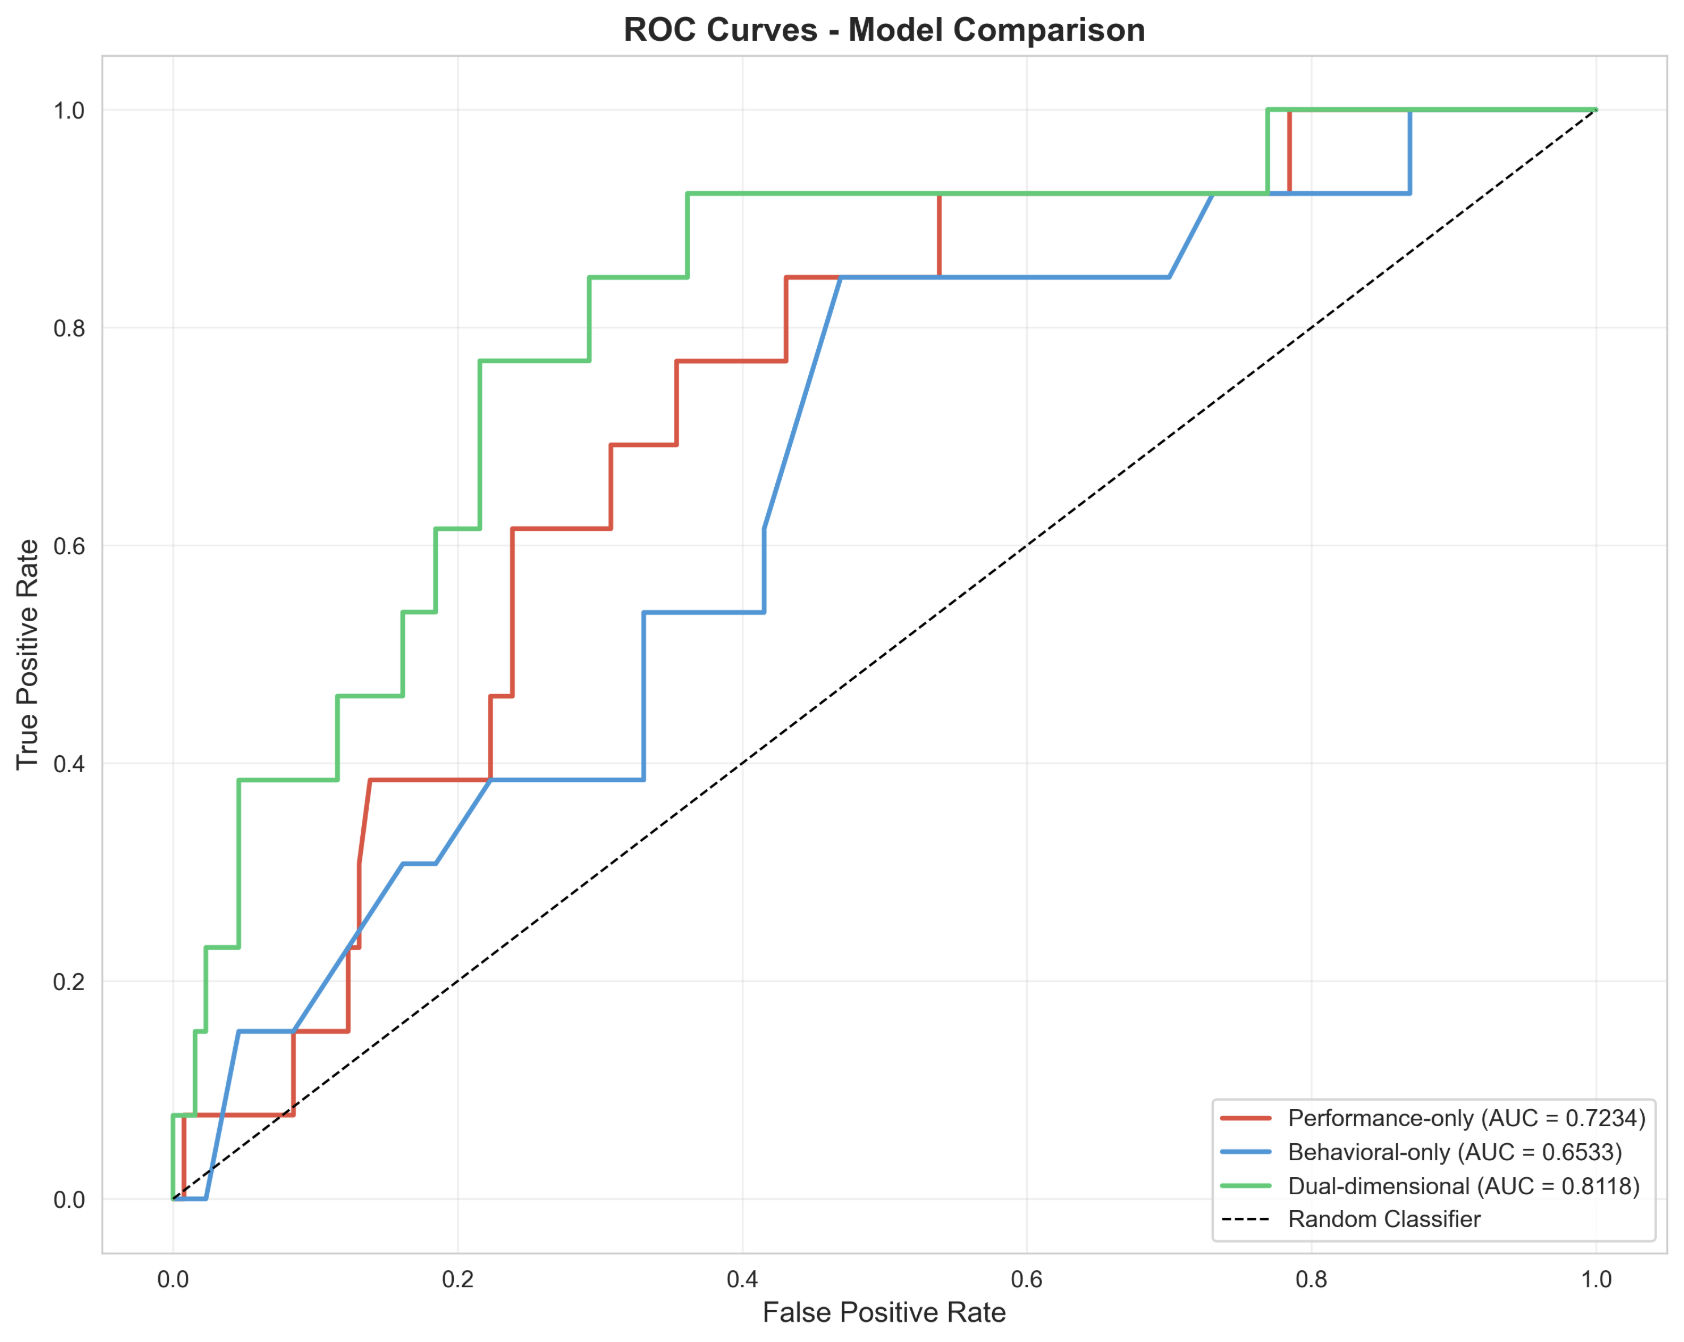 ROC Curves - Model Comparison
1.0
0.8
0.6
0.4
0.2
0.0
True Positive Rate
0.0 0.2 0.4 0.6 0.8 1.0
False Positive Rate
Performance-only (AUC = 0.7234)
Behavioral-only (AUC = 0.6533)
Dual-dimensional (AUC = 0.8118)
Random Classifier